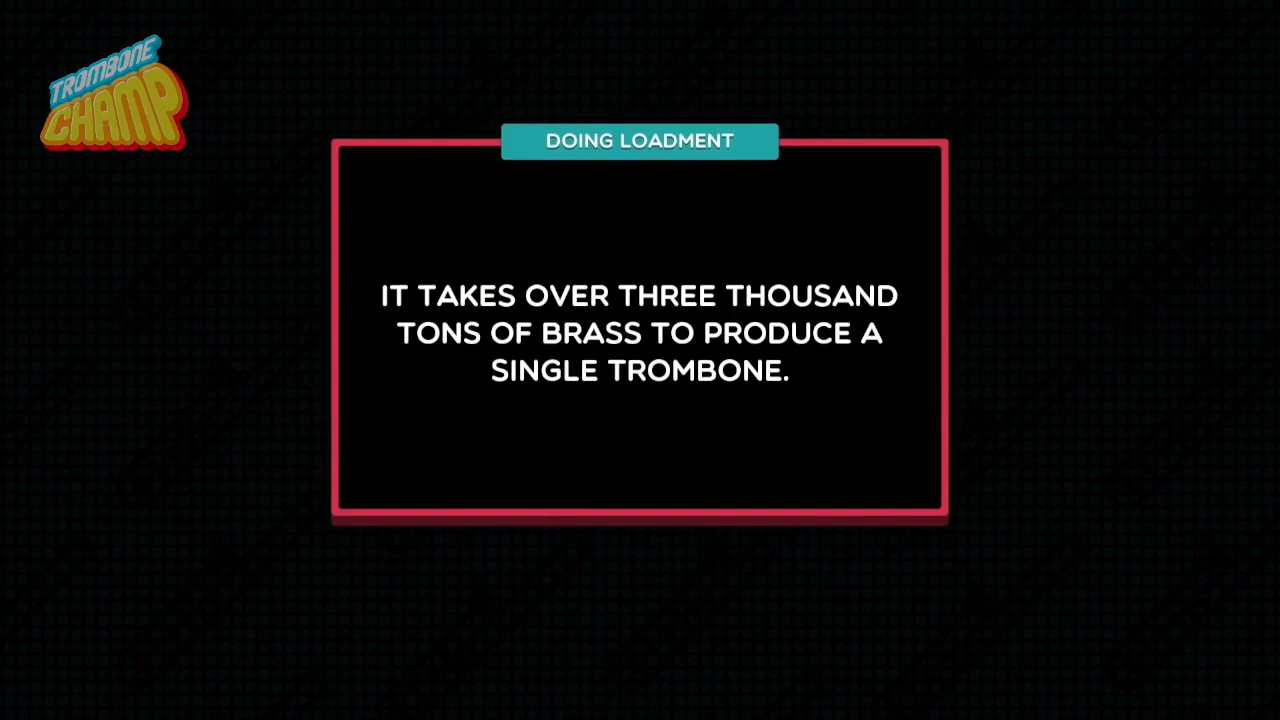 TROMBONE
CHAMP
DOING LOADMENT
IT TAKES OVER THREE THOUSAND
TONS OF BRASS TO PRODUCE A
SINGLE TROMBONE.